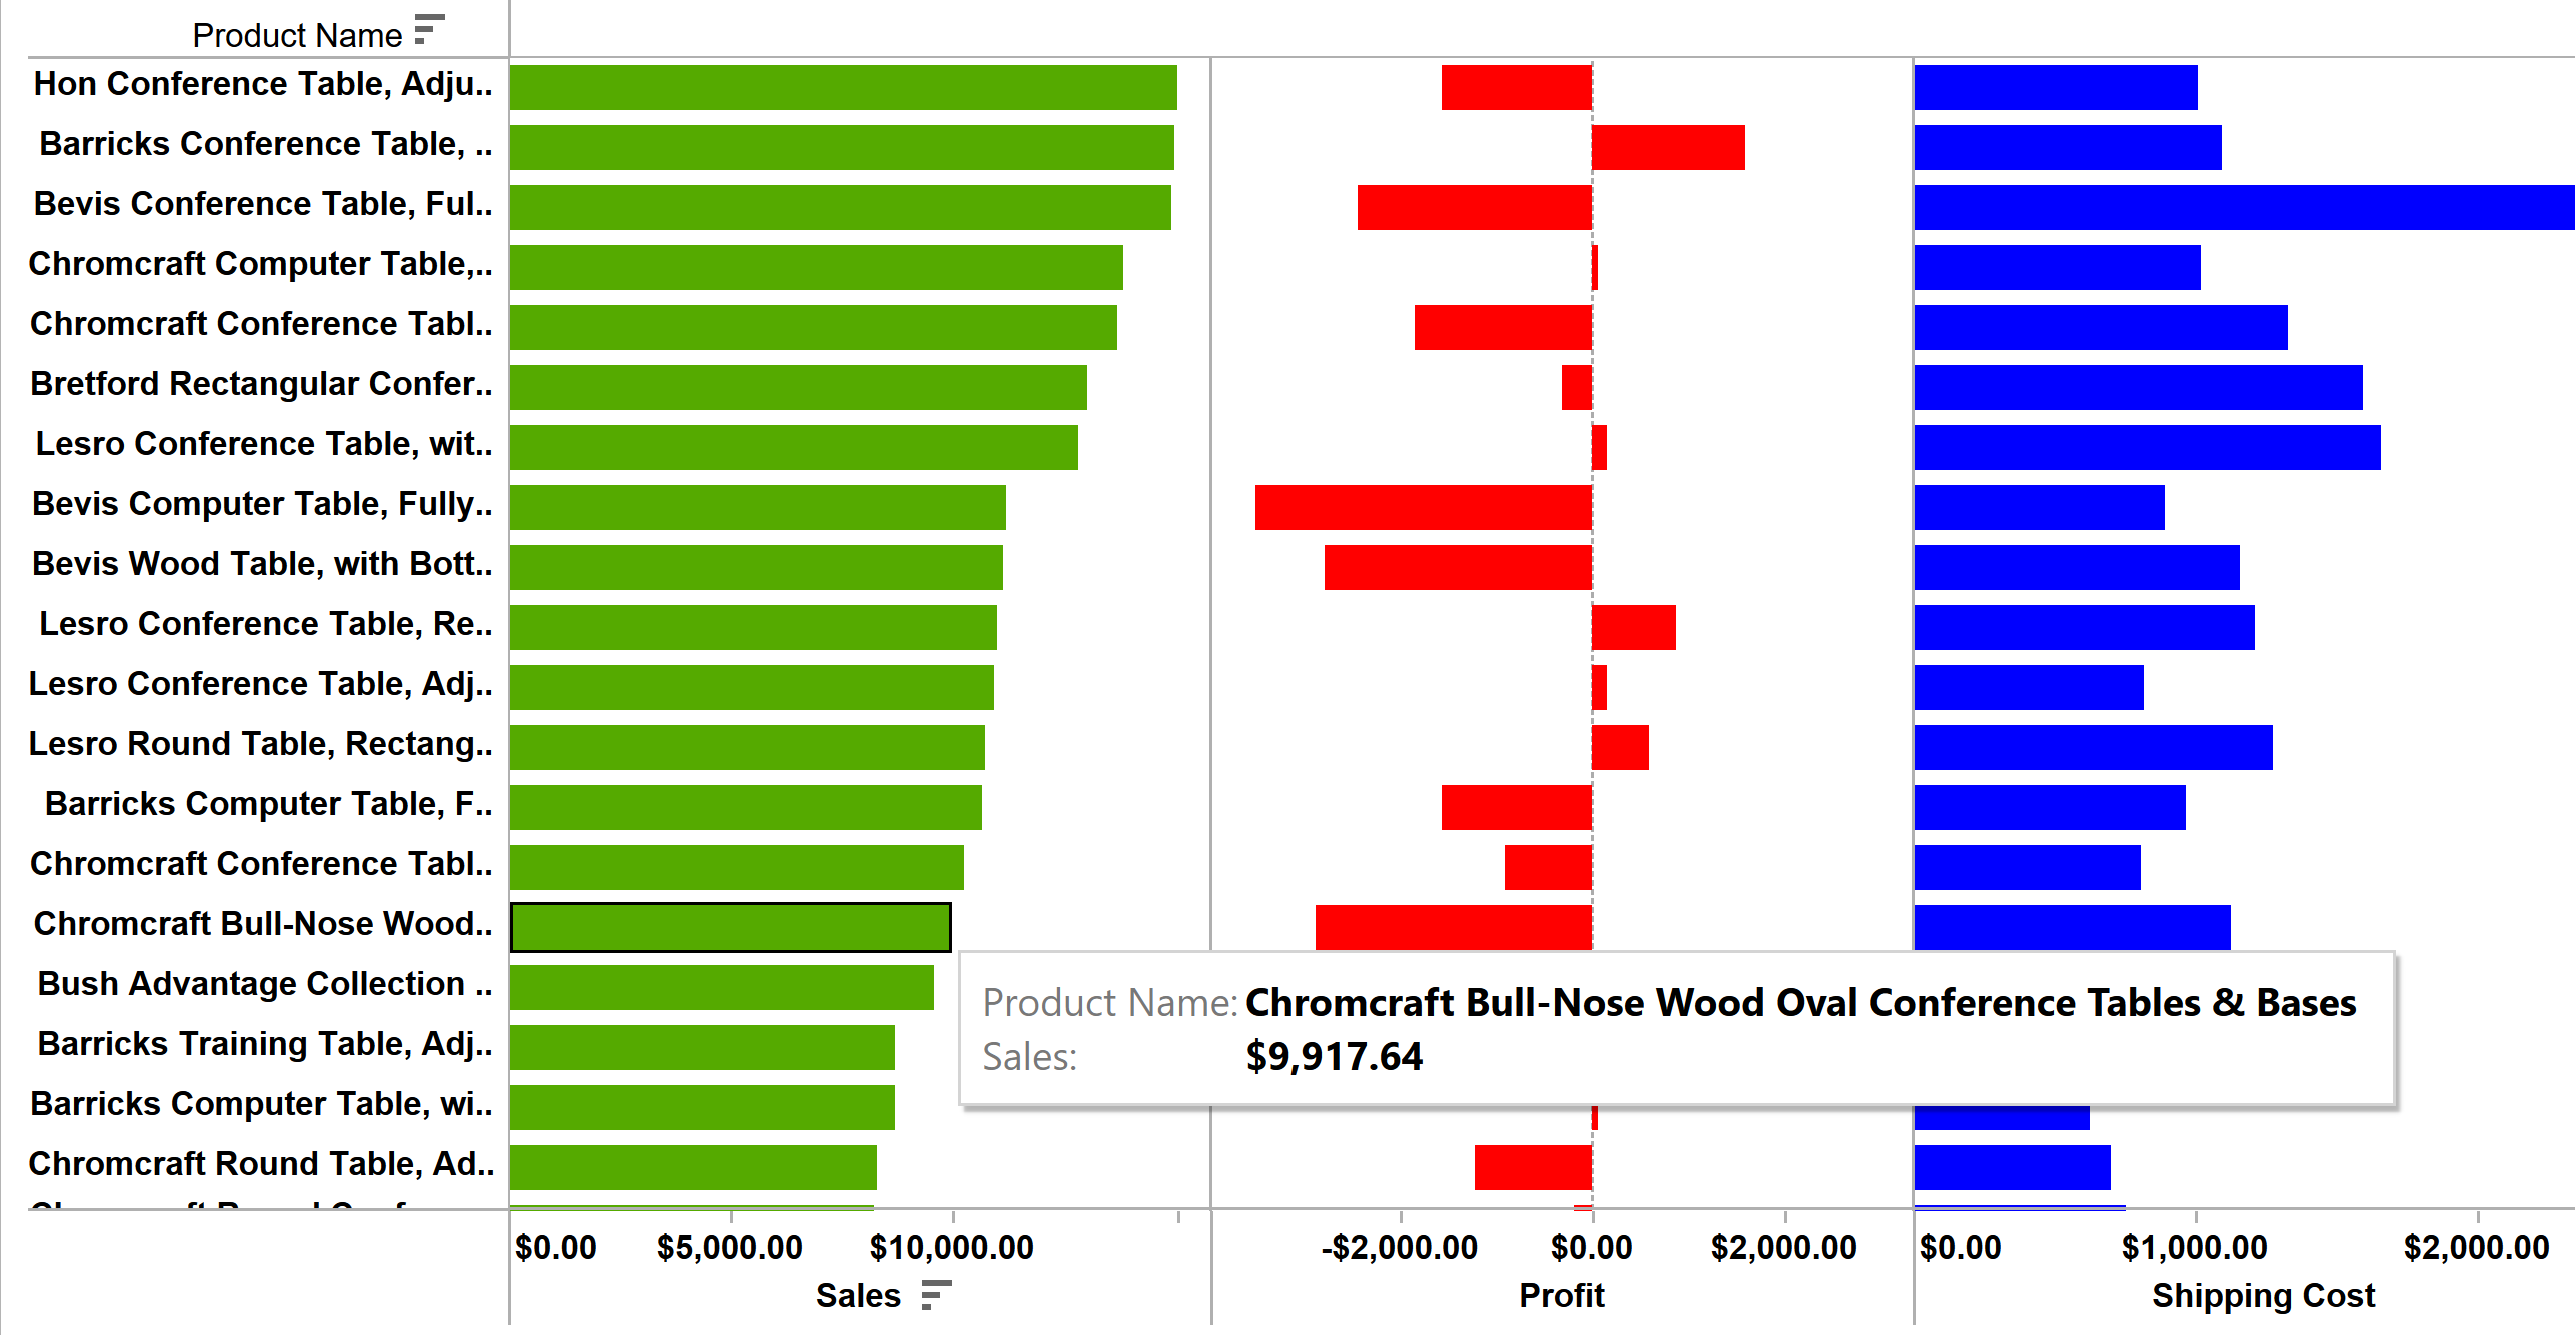 Product Name
Hon Conference Table, Adju..
Barricks Conference Table, ..
Bevis Conference Table, Ful..
Chromcraft Computer Table,..
Chromcraft Conference Tabl..
Bretford Rectangular Confer..
Lesro Conference Table, wit..
Bevis Computer Table, Fully..
Bevis Wood Table, with Bott..
Lesro Conference Table, Re..
Lesro Conference Table, Adj..
Lesro Round Table, Rectang..
Barricks Computer Table, F..
Chromcraft Conference Tabl..
Chromcraft Bull-Nose Wood..
Bush Advantage Collection ..
Product Name: Chromcraft Bull-Nose Wood Oval Conference Tables & Bases
Barricks Training Table, Adj..
Sales: $9,917.64
Barricks Computer Table, wi..
Chromcraft Round Table, Ad..
$0.00 $5,000.00 $10,000.00 -$2,000.00 $0.00 $2,000.00 $0.00 $1,000.00 $2,000.00
Sales Profit Shipping Cost